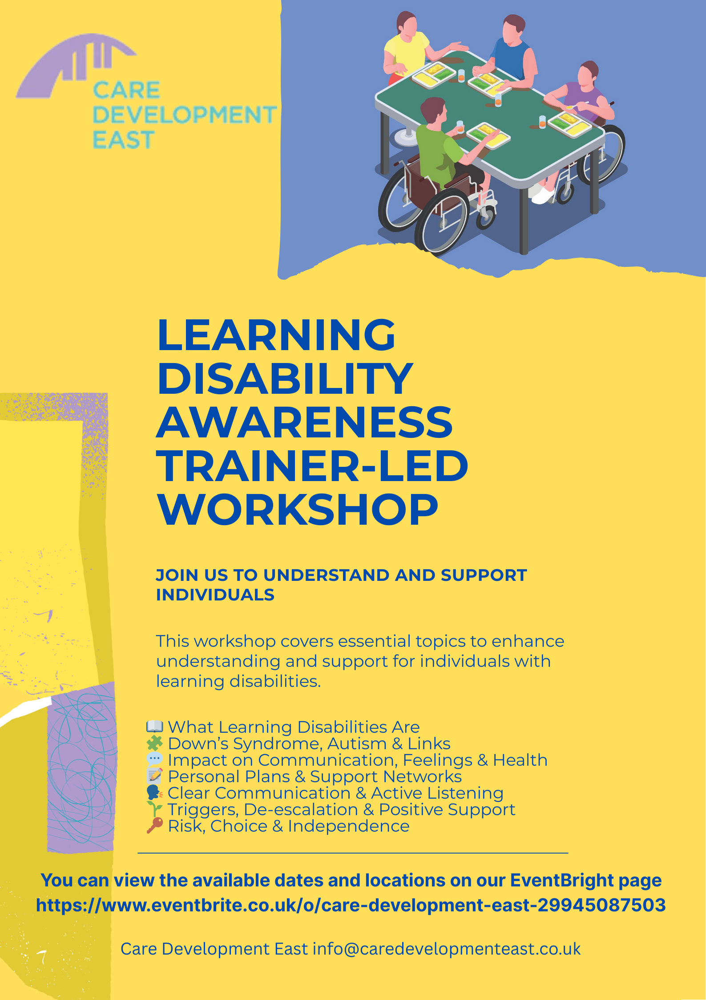 CARE
DEVELOPMENT
EAST
LEARNING
DISABILITY
AWARENESS
TRAINER-LED
WORKSHOP
JOIN US TO UNDERSTAND AND SUPPORT
INDIVIDUALS
This workshop covers essential topics to enhance
understanding and support for individuals with
learning disabilities.
📖 What Learning Disabilities Are
🧩 Down’s Syndrome, Autism & Links
💬 Impact on Communication, Feelings & Health
📝 Personal Plans & Support Networks
🗣️ Clear Communication & Active Listening
🌱 Triggers, De-escalation & Positive Support
🔑 Risk, Choice & Independence
You can view the available dates and locations on our EventBright page
https://www.eventbrite.co.uk/o/care-development-east-29945087503
Care Development East info@caredevelopmenteast.co.uk